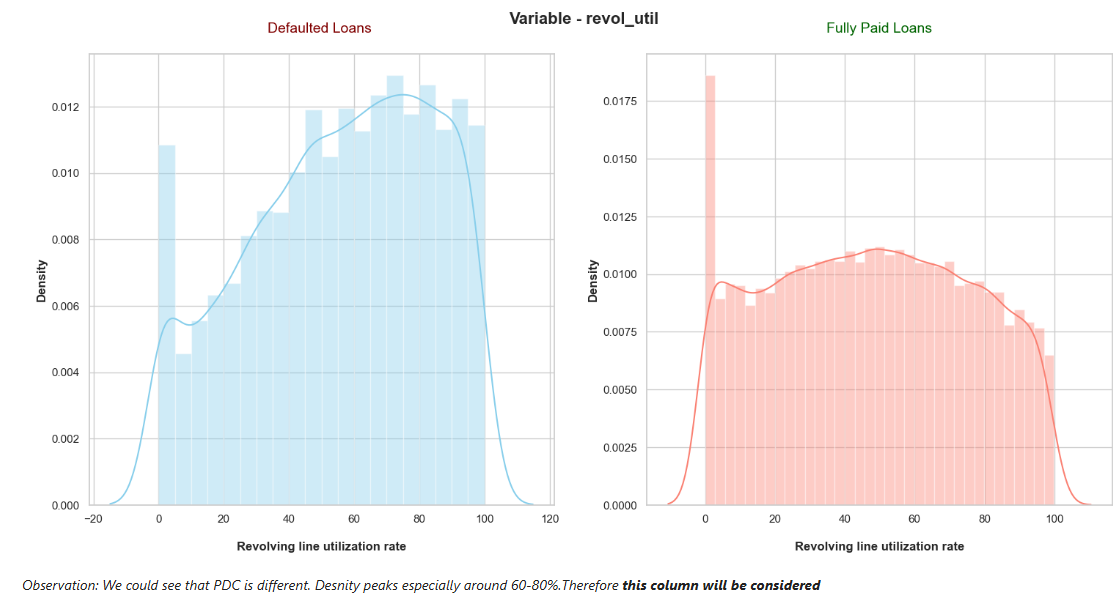 Variable - revol_util
Defaulted Loans
Fully Paid Loans
0.012
0.010
0.008
0.006
0.004
0.002
0.000
Density
−20 0 20 40 60 80 100 120
Revolving line utilization rate
0.0175
0.0150
0.0125
0.0100
0.0075
0.0050
0.0025
0.0000
Density
0 20 40 60 80 100
Revolving line utilization rate
Observation: We could see that PDC is different. Desnity peaks especially around 60-80%.Therefore this column will be considered